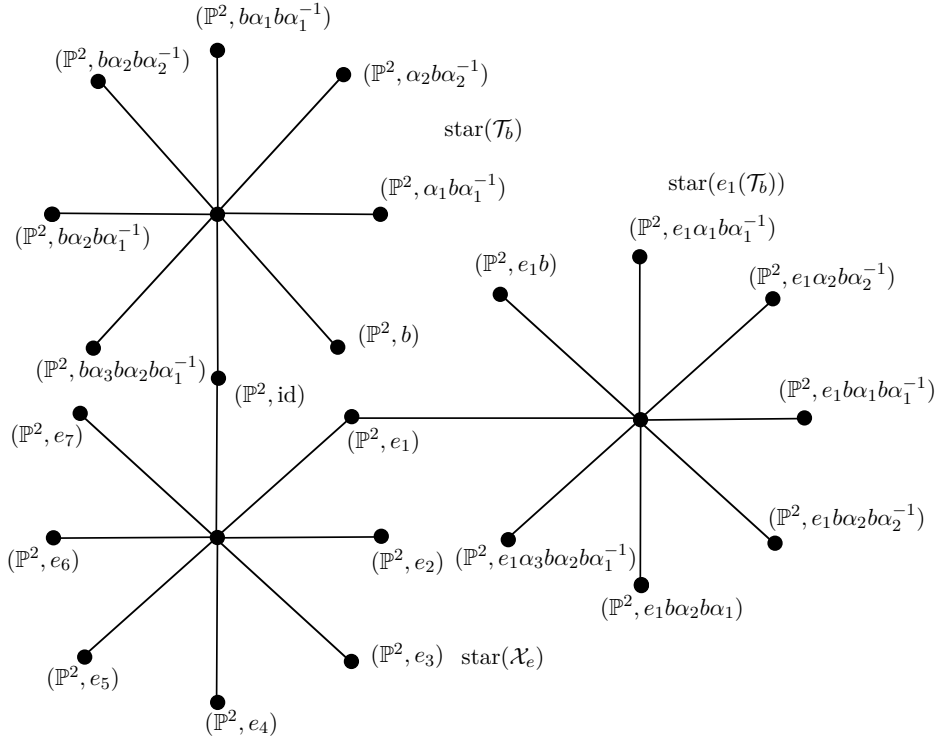 (ℙ², bα₁bα₁⁻¹)
(ℙ², bα₂bα₂⁻¹)
(ℙ², α₂bα₂⁻¹)
star(𝒯_b)
(ℙ², α₁bα₁⁻¹)
star(e₁(𝒯_b))
(ℙ², bα₂bα₁⁻¹)
(ℙ², e₁α₁bα₁⁻¹)
(ℙ², e₁b)
(ℙ², e₁α₂bα₂⁻¹)
(ℙ², b)
(ℙ², bα₃bα₂bα₁⁻¹)
(ℙ², id)
(ℙ², e₁bα₁bα₁⁻¹)
(ℙ², e₇)
(ℙ², e₁)
(ℙ², e₁bα₂bα₂⁻¹)
(ℙ², e₆)
(ℙ², e₂)
(ℙ², e₁α₃bα₂bα₁⁻¹)
(ℙ², e₁bα₂bα₁)
(ℙ², e₃)
star(𝒳ₑ)
(ℙ², e₅)
(ℙ², e₄)